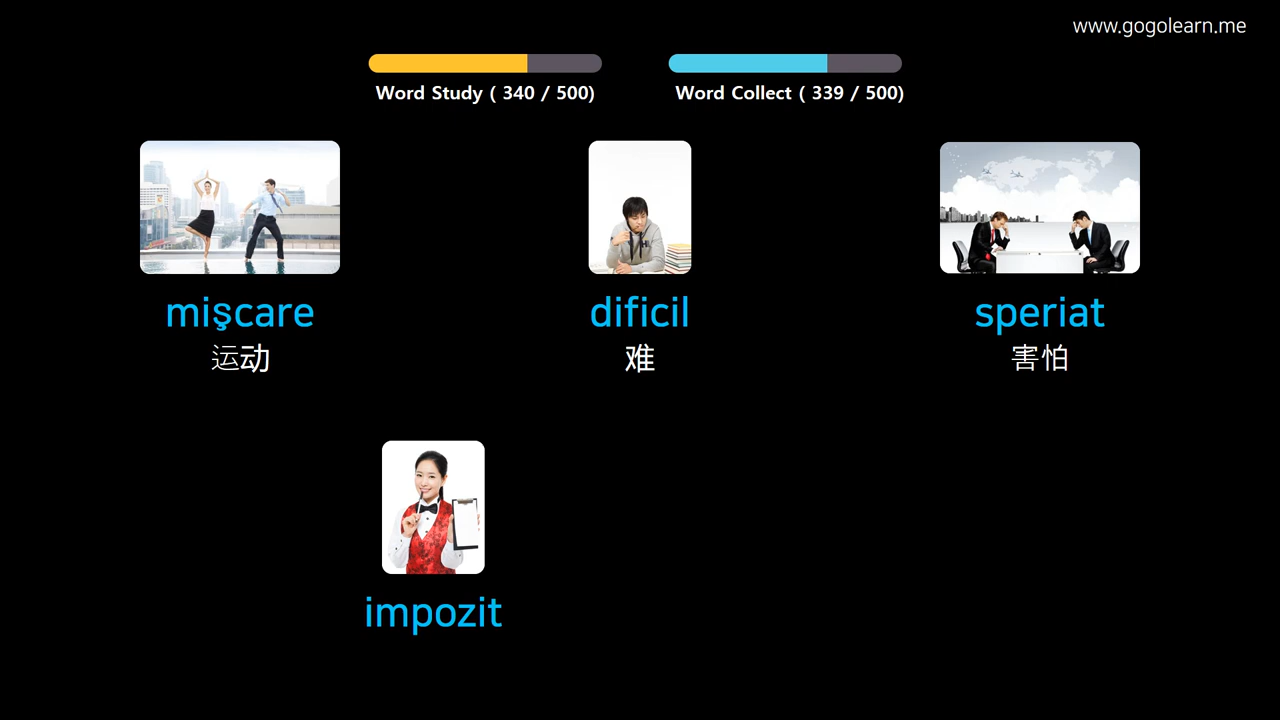 www.gogolearn.me
Word Study ( 340 / 500)
Word Collect ( 339 / 500)
mişcare
运动
dificil
难
speriat
害怕
impozit